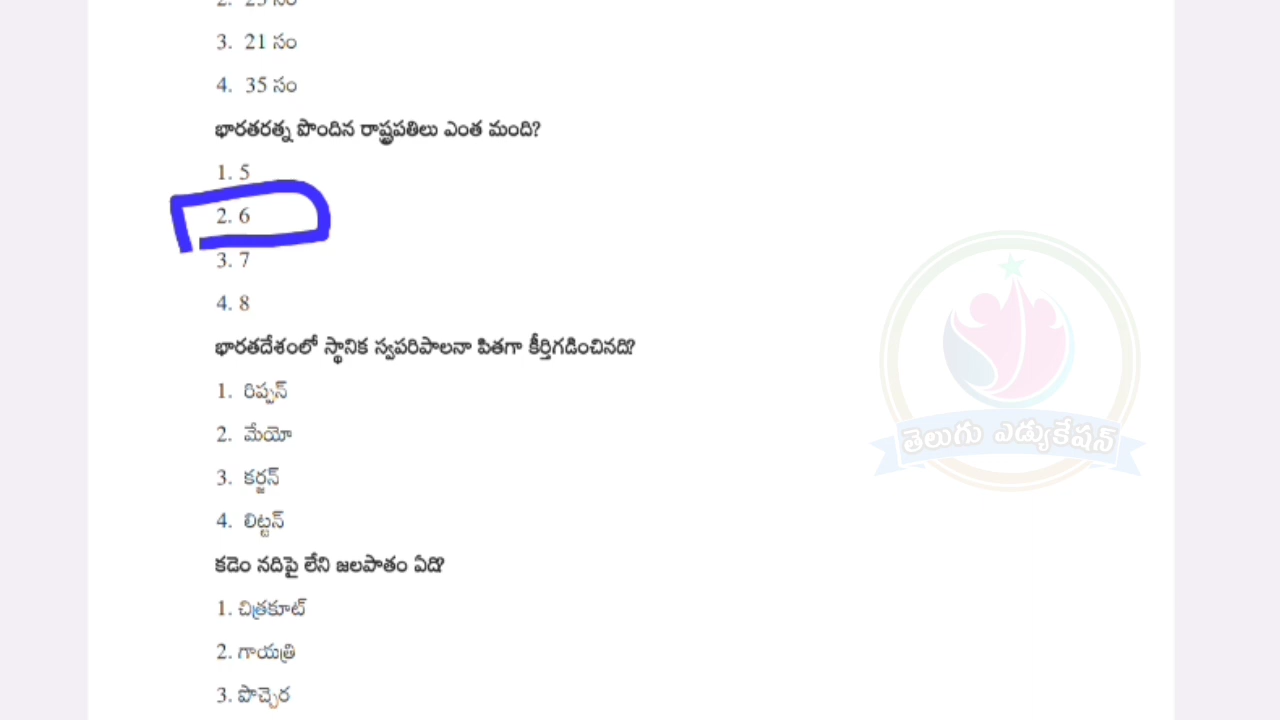 2. 25 సం
3. 21 సం
4. 35 సం
భారతరత్న పొందిన రాష్ట్రపతిలు ఎంత మంది?
1. 5
2. 6
3. 7
4. 8
భారతదేశంలో స్థానిక స్వపరిపాలనా పితగా కీర్తిగడించినది?
1. రిప్పన్
2. మేయో
3. కర్జన్
4. లిట్టన్
కడెం నదిపై లేని జలపాతం ఏది?
1. చిత్రకూట్
2. గాయత్రి
3. పొచ్చెర
తెలుగు ఎడ్యుకేషన్